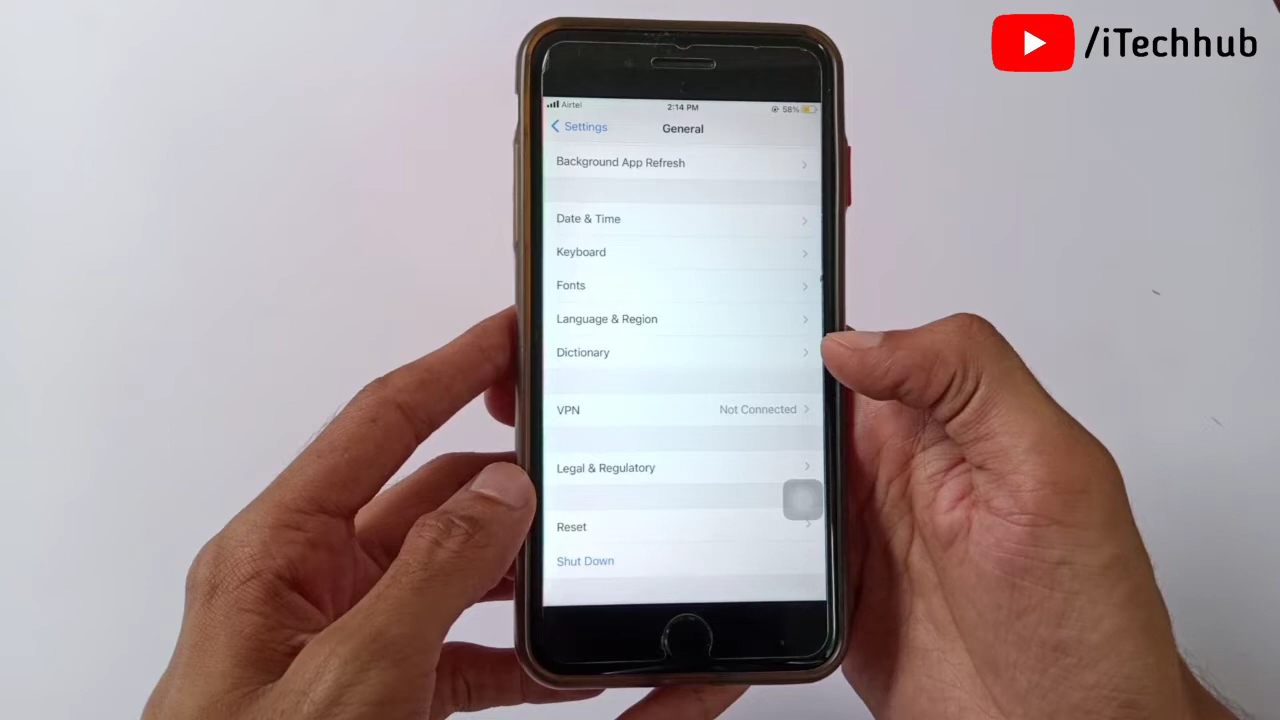 /iTechhub
Airtel 2:14 PM 58%
Settings General
Background App Refresh
Date & Time
Keyboard
Fonts
Language & Region
Dictionary
VPN Not Connected
Legal & Regulatory
Reset
Shut Down